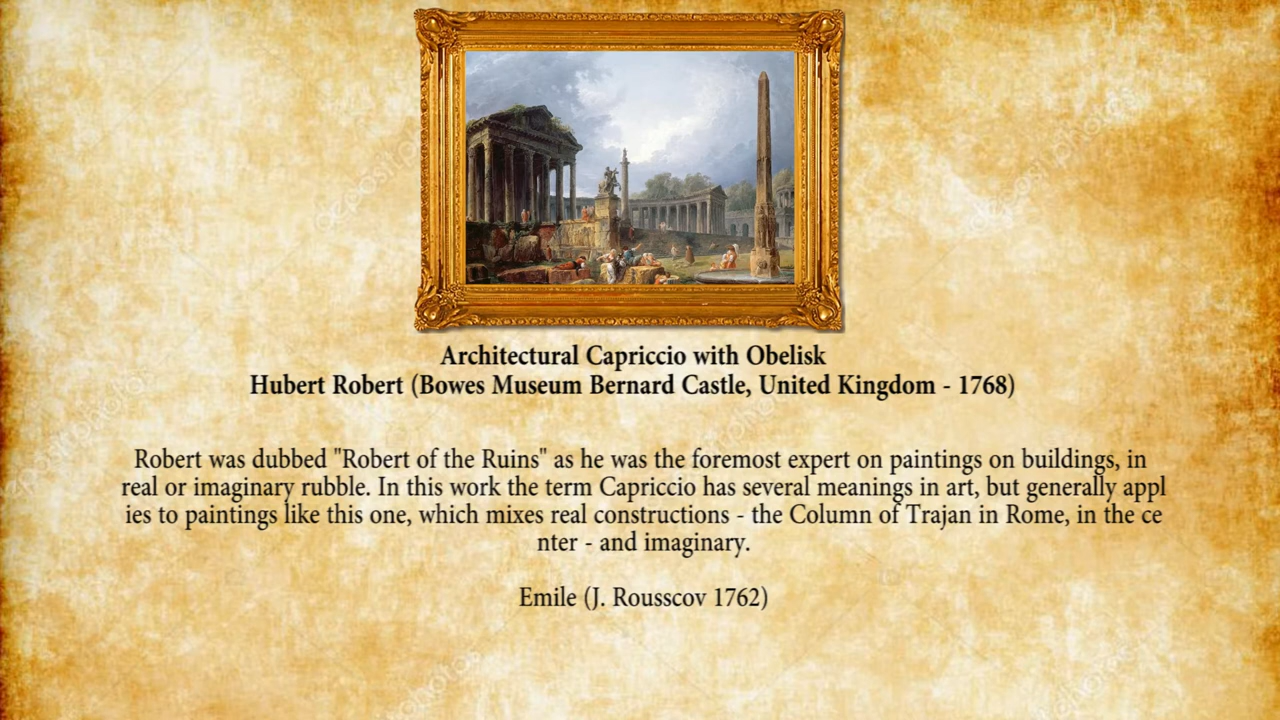 Architectural Capriccio with Obelisk
Hubert Robert (Bowes Museum Bernard Castle, United Kingdom - 1768)
Robert was dubbed "Robert of the Ruins" as he was the foremost expert on paintings on buildings, in
real or imaginary rubble. In this work the term Capriccio has several meanings in art, but generally appl
ies to paintings like this one, which mixes real constructions - the Column of Trajan in Rome, in the ce
nter - and imaginary.
Emile (J. Rousscov 1762)